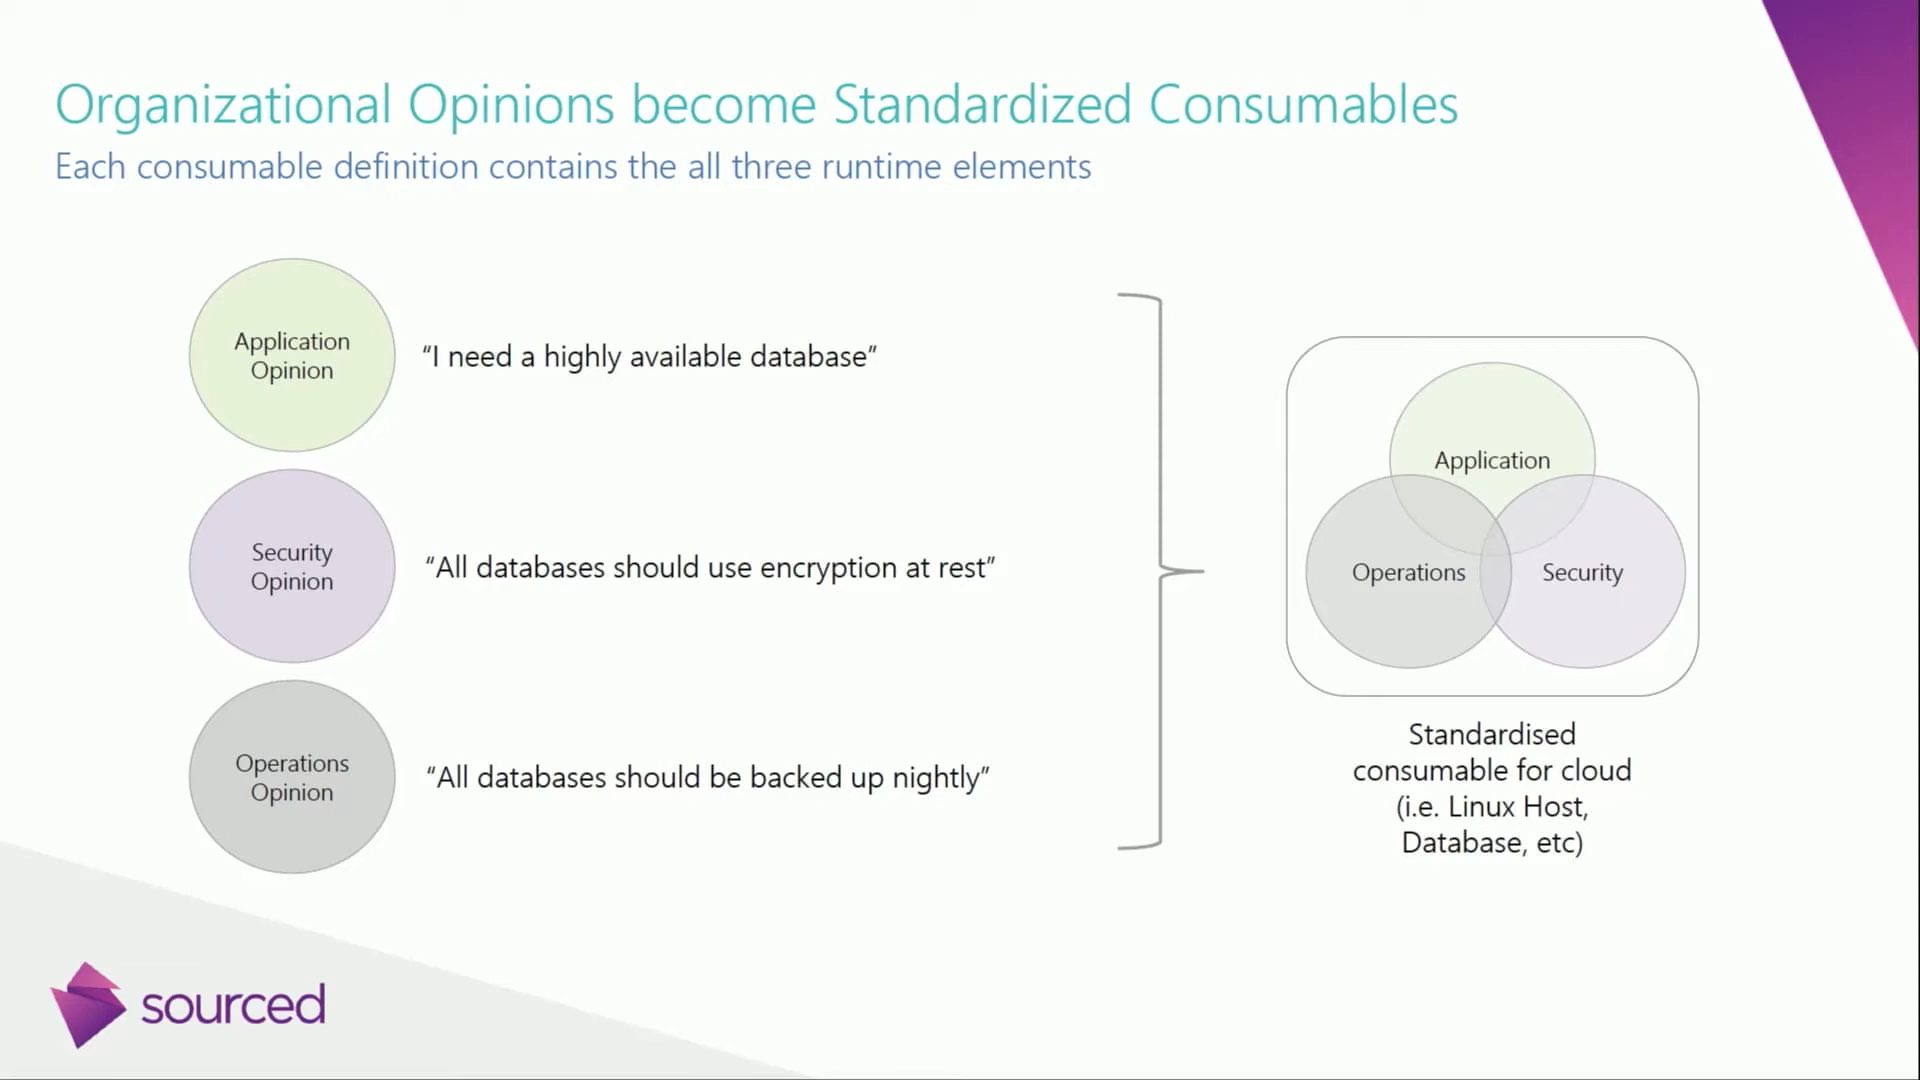 Organizational Opinions become Standardized Consumables
Each consumable definition contains the all three runtime elements
Application
Opinion
“I need a highly available database”
Security
Opinion
“All databases should use encryption at rest”
Operations
Opinion
“All databases should be backed up nightly”
Application
Operations
Security
Standardised
consumable for cloud
(i.e. Linux Host,
Database, etc)
sourced